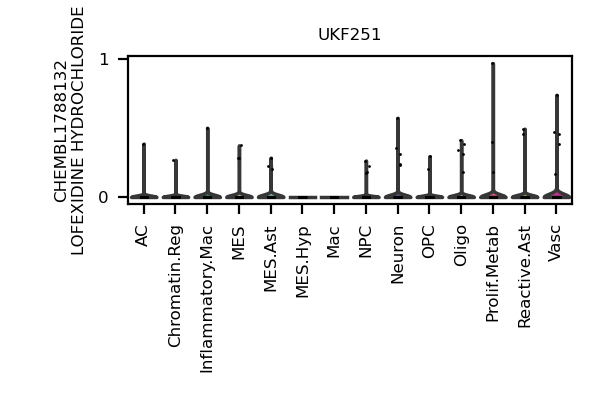 UKF251
CHEMBL1788132
LOFEXIDINE HYDROCHLORIDE
1
0
AC
Chromatin.Reg
Inflammatory.Mac
MES
MES.Ast
MES.Hyp
Mac
NPC
Neuron
OPC
Oligo
Prolif.Metab
Reactive.Ast
Vasc